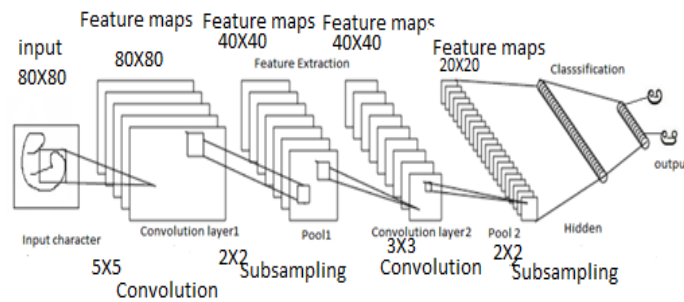 input
80X80
Feature maps
80X80
Feature maps
40X40
Feature Extraction
Feature maps
40X40
Feature maps
20X20
Classsification
output
Input character
Convolution layer1
Pool1
Convolution layer2
Pool 2
Hidden
5X5
Convolution
2X2
Subsampling
3X3
Convolution
2X2
Subsampling